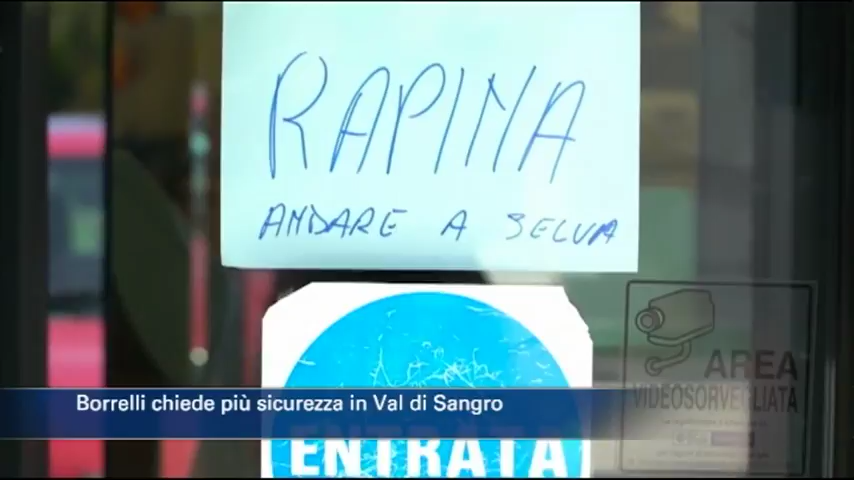 RAPINA
ANDARE A SELVA
AREA
VIDEOSORVEGLIATA
Borrelli chiede più sicurezza in Val di Sangro
ENTRATA